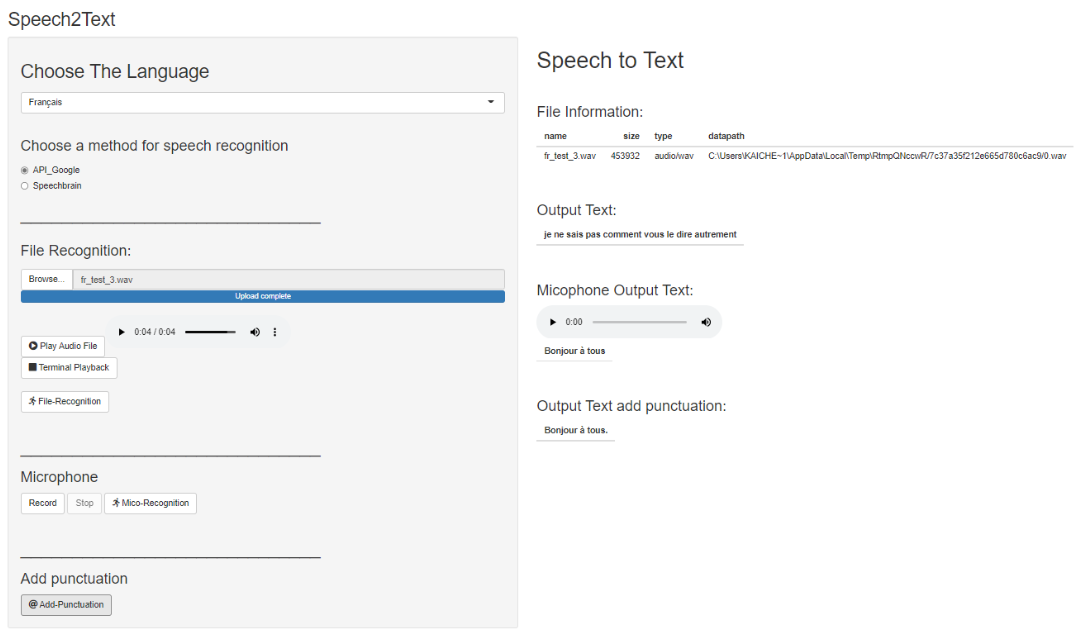 Speech2Text
Choose The Language
Français
Choose a method for speech recognition
API_Google
Speechbrain
File Recognition:
Browse... fr_test_3.wav
Upload complete
0:04 / 0:04
Play Audio File
Terminal Playback
File-Recognition
Microphone
Record Stop Mico-Recognition
Add punctuation
@ Add-Punctuation
Speech to Text
File Information:
name size type datapath
fr_test_3.wav 453932 audio/wav C:\Users\KAICHE~1\AppData\Local\Temp\RtmpQNccwR/7c37a35f212e665d780c6ac9/0.wav
Output Text:
je ne sais pas comment vous le dire autrement
Micophone Output Text:
0:00
Bonjour à tous
Output Text add punctuation:
Bonjour à tous.